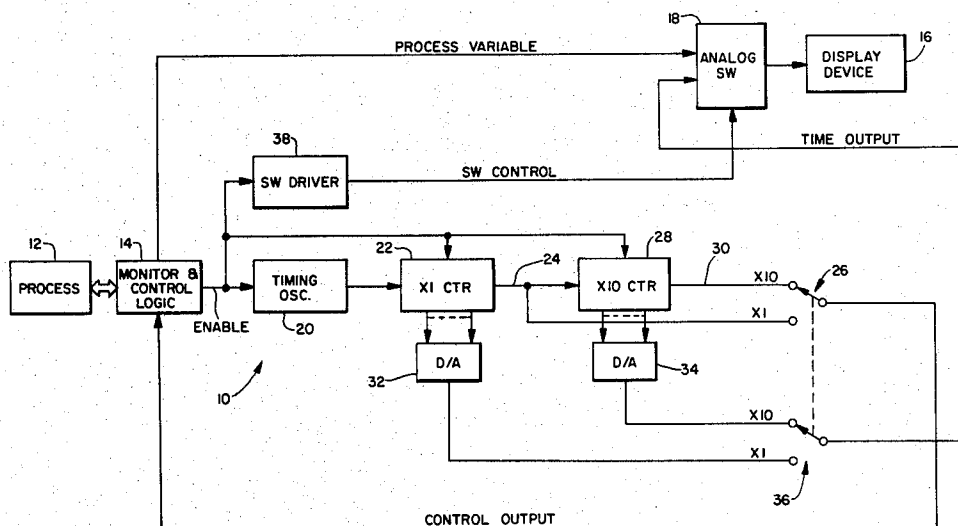 18
16
PROCESS VARIABLE
ANALOG
SW
DISPLAY
DEVICE
38
TIME OUTPUT
SW DRIVER
SW CONTROL
12
14
22
24
28
30
26
PROCESS
MONITOR &
CONTROL
LOGIC
TIMING
OSC.
X1 CTR
X10 CTR
X10
ENABLE
20
X1
10
32
D/A
D/A
34
X10
X1
36
CONTROL OUTPUT